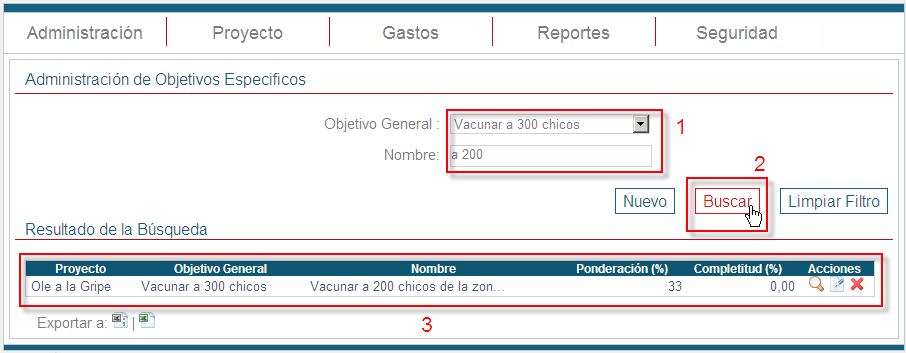 Administración Proyecto Gastos Reportes Seguridad
Administración de Objetivos Especificos
Objetivo General : Vacunar a 300 chicos 1
Nombre: a 200
2
Nuevo Buscar Limpiar Filtro
Resultado de la Búsqueda
Proyecto Objetivo General Nombre Ponderación (%) Completitud (%) Acciones
Ole a la Gripe Vacunar a 300 chicos Vacunar a 200 chicos de la zon... 33 0,00
Exportar a: | 3